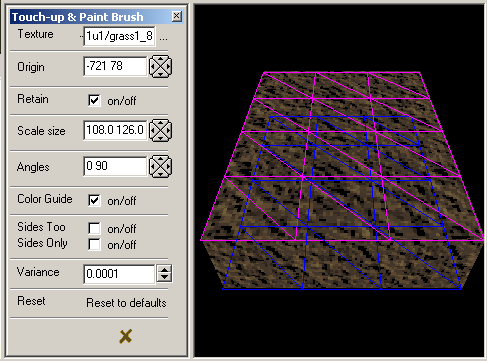 Touch-up & Paint Brush
Texture 1u1/grass1_8 ...
Origin -721 78
Retain on/off
Scale size 108.0 126.0
Angles 0 90
Color Guide on/off
Sides Too on/off
Sides Only on/off
Variance 0.0001
Reset Reset to defaults